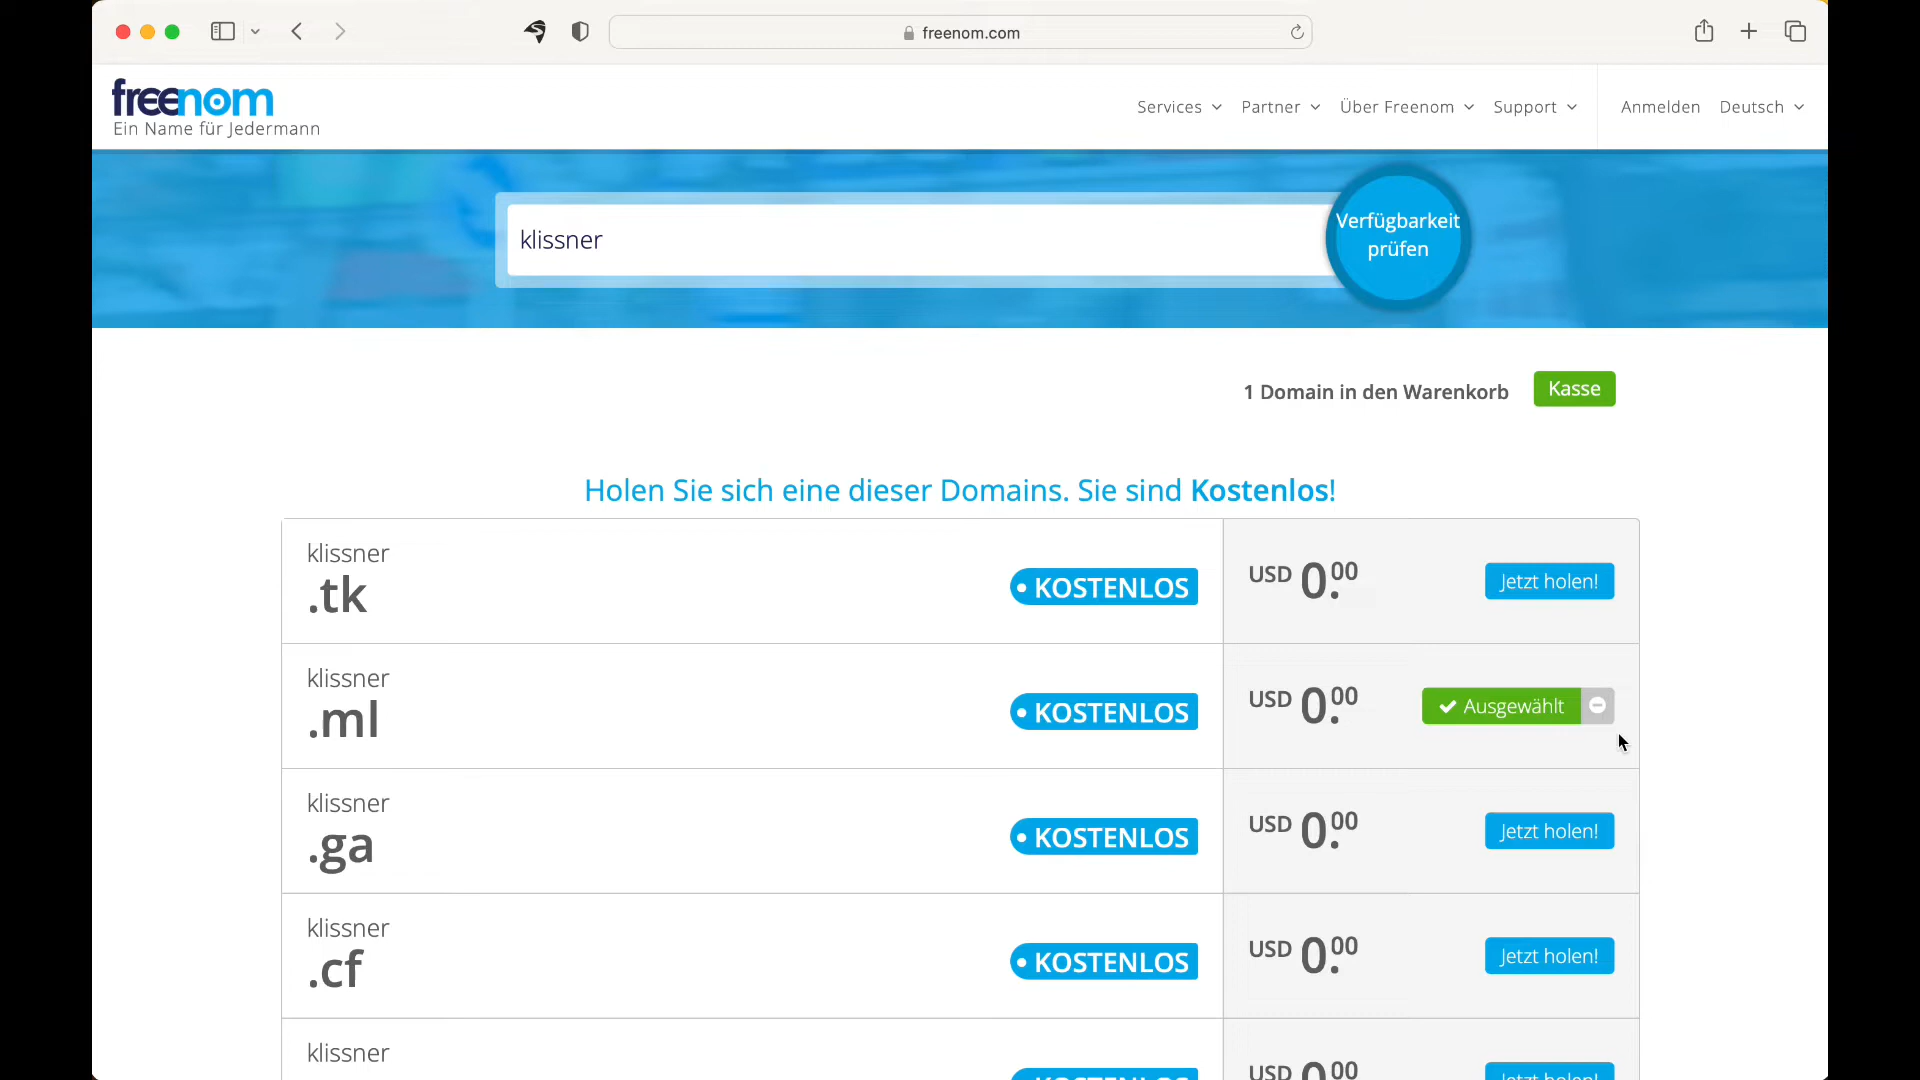 freenom.com
freenom
Ein Name für Jedermann
Services
Partner
Über Freenom
Support
Anmelden
Deutsch
klissner
Verfügbarkeit
prüfen
1 Domain in den Warenkorb
Kasse
Holen Sie sich eine dieser Domains. Sie sind Kostenlos!
klissner
.tk
KOSTENLOS
USD 0.00
Jetzt holen!
klissner
.ml
KOSTENLOS
USD 0.00
Ausgewählt
klissner
.ga
KOSTENLOS
USD 0.00
Jetzt holen!
klissner
.cf
KOSTENLOS
USD 0.00
Jetzt holen!
klissner
KOSTENLOS
USD 0.00
Jetzt holen!